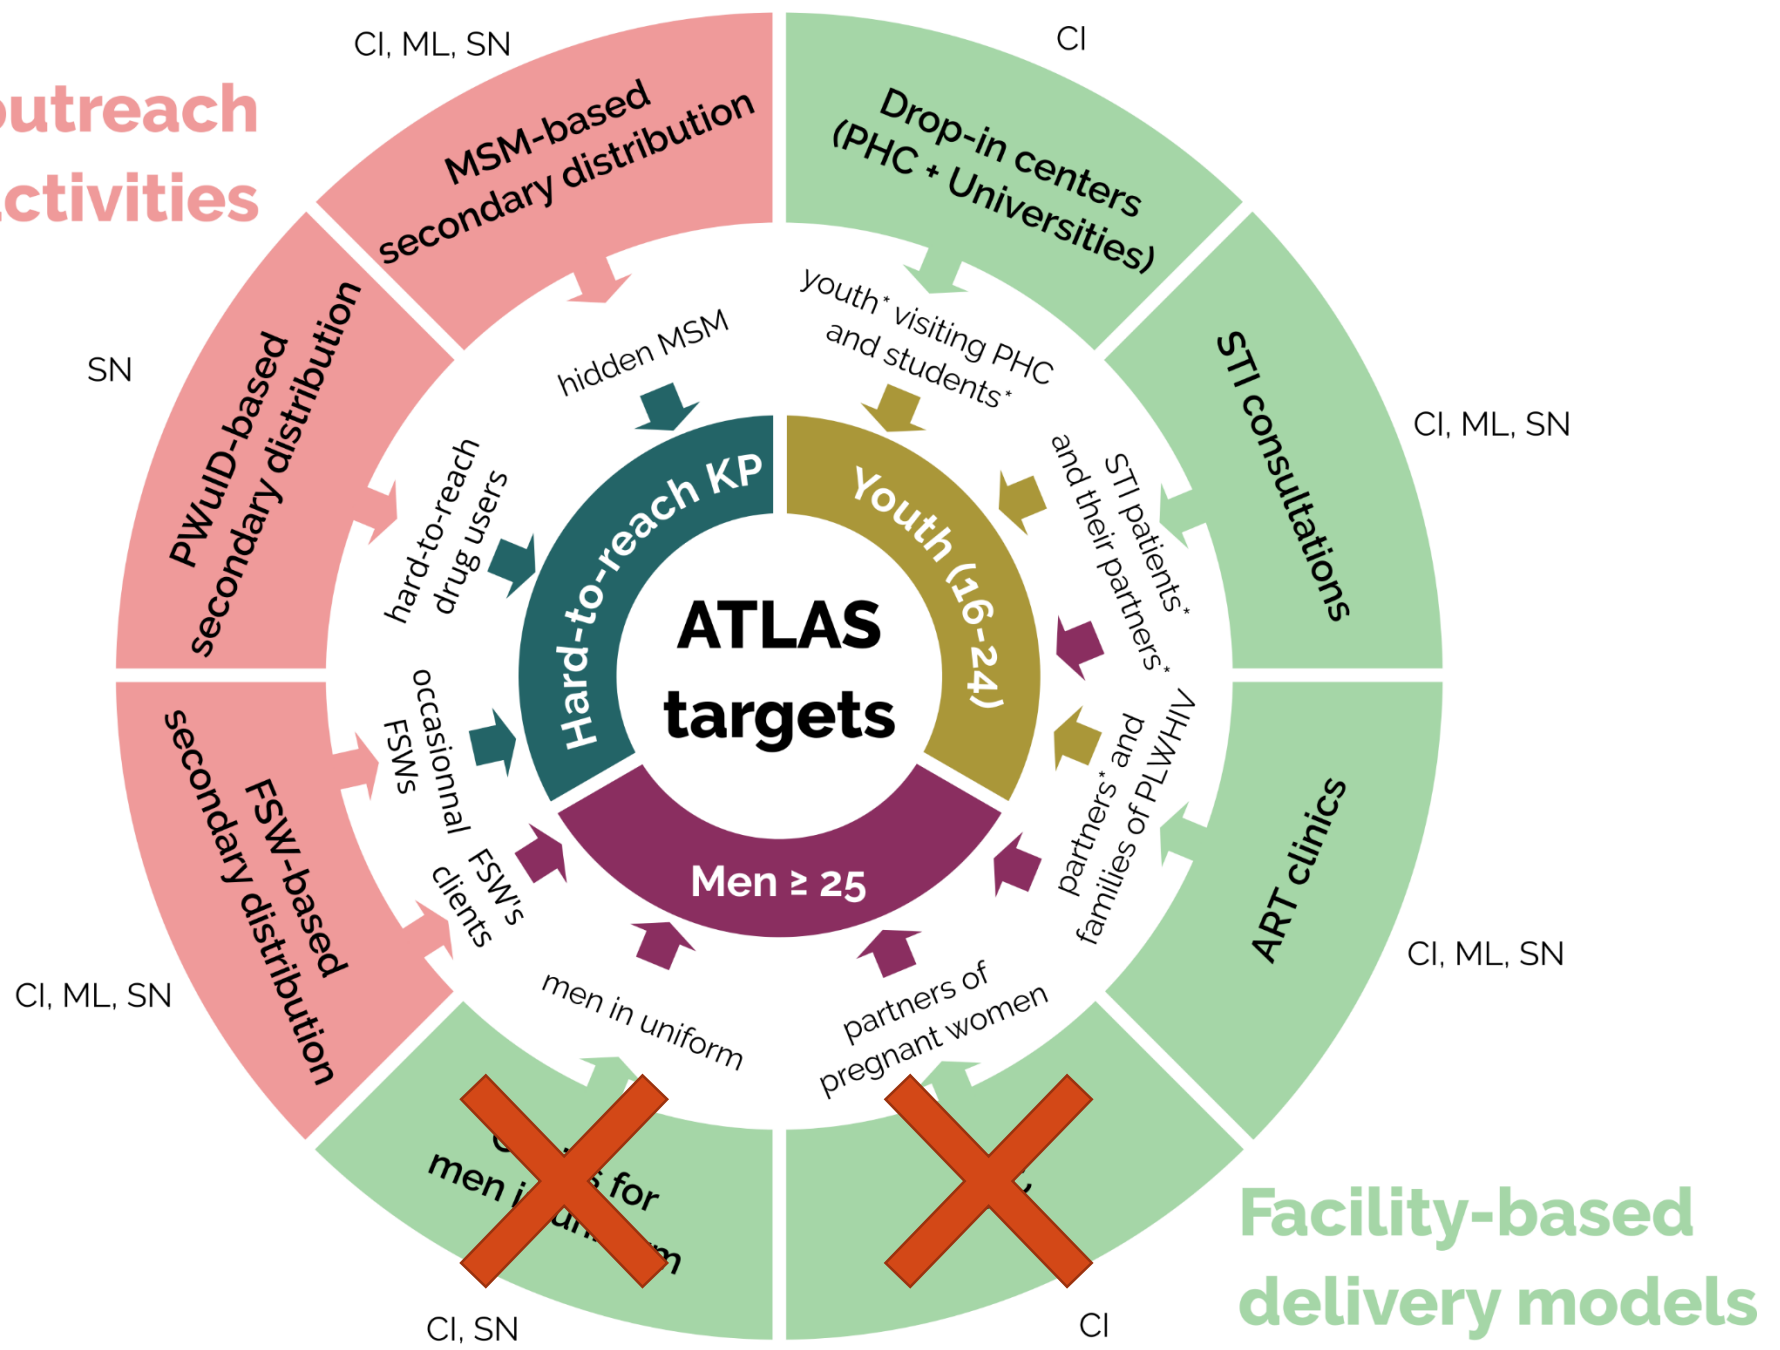 outreach
activities
CI, ML, SN
MSM-based
secondary distribution
CI
Drop-in centers
(PHC + Universities)
SN
PWuID-based
secondary distribution
hidden MSM
youth* visiting PHC
and students*
STI consultations
CI, ML, SN
hard-to-reach
drug users
STI patients*
and their partners*
Hard-to-reach KP
Youth (16-24)
ATLAS
targets
Men ≥ 25
occasionnal
FSWs
FSW's
clients
partners* and
families of PLWHIV
ART clinics
CI, ML, SN
FSW-based
secondary distribution
CI, ML, SN
men in uniform
partners of
pregnant women
for
men in uniform
CI, SN
CI
Facility-based
delivery models